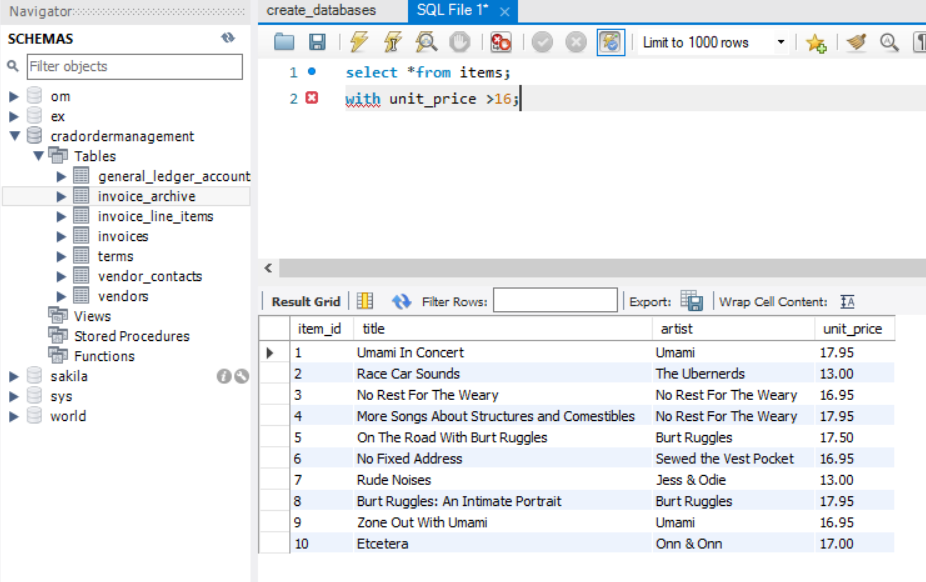 Navigator
SCHEMAS
Filter objects
om
ex
cradordermanagement
Tables
general_ledger_account
invoice_archive
invoice_line_items
invoices
terms
vendor_contacts
vendors
Views
Stored Procedures
Functions
sakila
sys
world
create_databases SQL File 1*
Limit to 1000 rows
1 select *from items;
2 with unit_price >16;
Result Grid Filter Rows: Export: Wrap Cell Content:
item_id title artist unit_price
1 Umami In Concert Umami 17.95
2 Race Car Sounds The Ubernerds 13.00
3 No Rest For The Weary No Rest For The Weary 16.95
4 More Songs About Structures and Comestibles No Rest For The Weary 17.95
5 On The Road With Burt Ruggles Burt Ruggles 17.50
6 No Fixed Address Sewed the Vest Pocket 16.95
7 Rude Noises Jess & Odie 13.00
8 Burt Ruggles: An Intimate Portrait Burt Ruggles 17.95
9 Zone Out With Umami Umami 16.95
10 Etcetera Onn & Onn 17.00